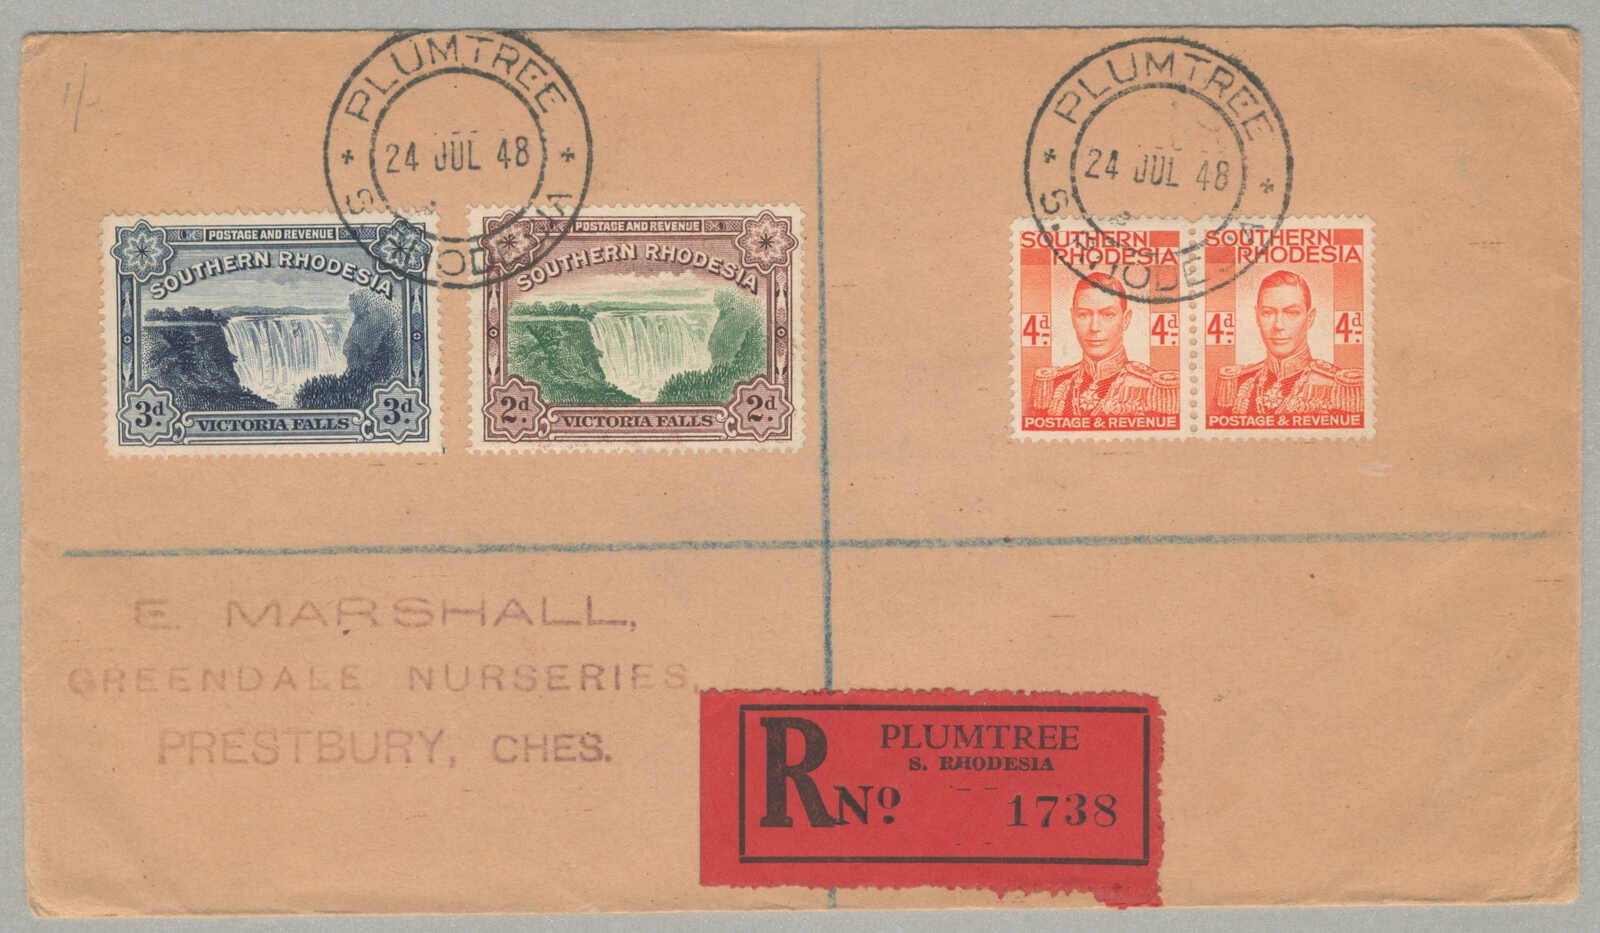 1/-
PLUMTREE
24 JUL 48
S. RHODESIA
PLUMTREE
24 JUL 48
S. RHODESIA
POSTAGE AND REVENUE
SOUTHERN RHODESIA
3d. 3d.
VICTORIA FALLS
POSTAGE AND REVENUE
SOUTHERN RHODESIA
2d. 2d.
VICTORIA FALLS
SOUTHERN
RHODESIA
4d. 4d.
POSTAGE & REVENUE
SOUTHERN
RHODESIA
4d. 4d.
POSTAGE & REVENUE
E. MARSHALL,
GREENDALE NURSERIES,
PRESTBURY, CHES.
R PLUMTREE
S. RHODESIA
No. 1738